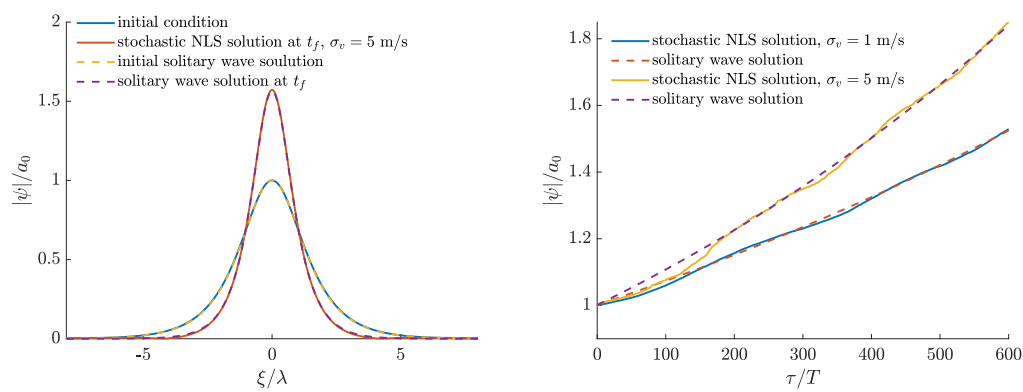 2
initial condition
stochastic NLS solution at t_f, σ_v = 5 m/s
initial solitary wave soulution
solitary wave solution at t_f
1.5
1
0.5
0
|ψ|/a_0
-5 0 5
ξ/λ
1.8
1.6
1.4
1.2
1
|ψ|/a_0
stochastic NLS solution, σ_v = 1 m/s
solitary wave solution
stochastic NLS solution, σ_v = 5 m/s
solitary wave solution
0 100 200 300 400 500 600
τ/T